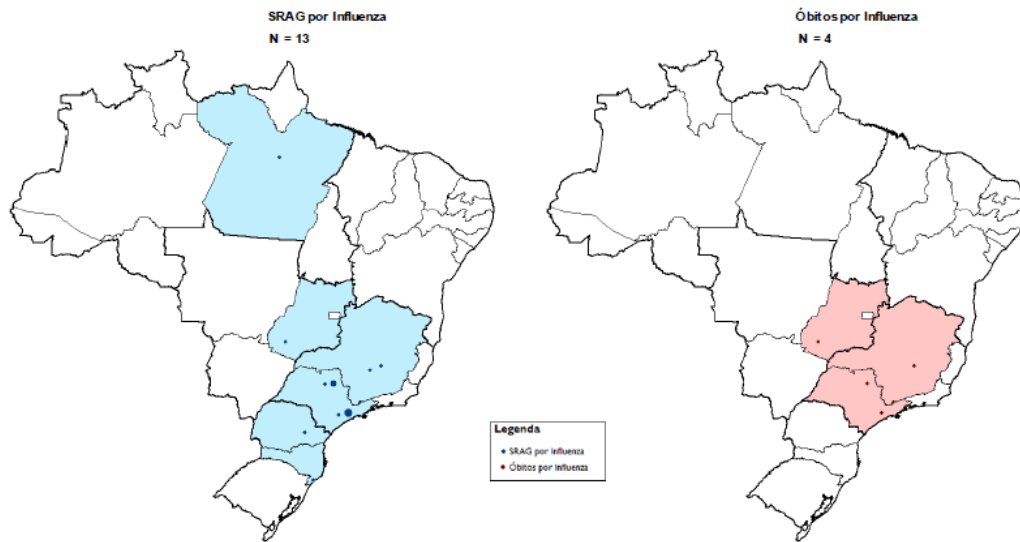 SRAG por Influenza
N = 13
Óbitos por Influenza
N = 4
Legenda
SRAG por Influenza
Óbitos por Influenza